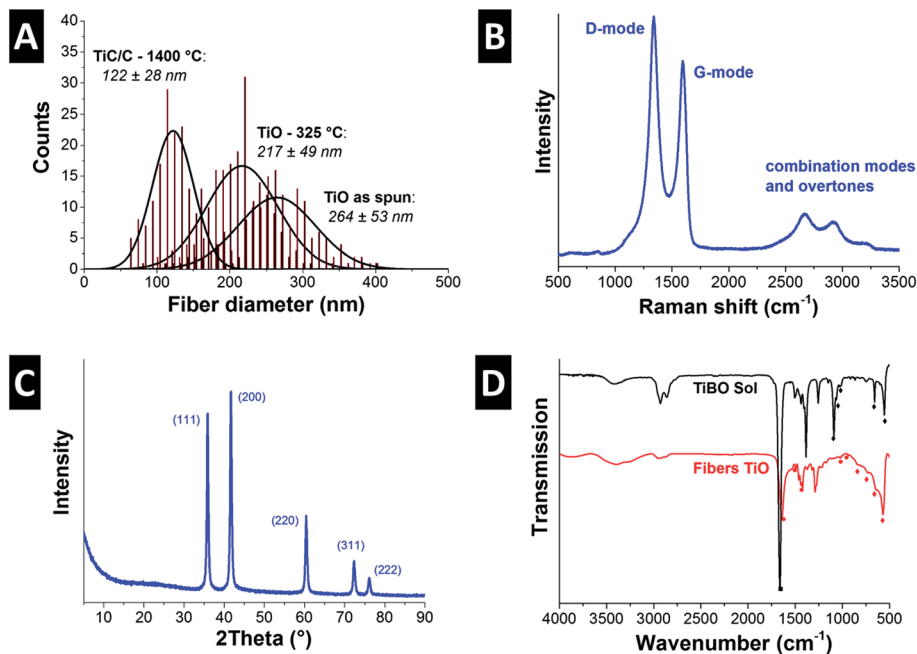 A
40
35
30
25
20
15
10
5
0
Counts
TiC/C - 1400 °C:
122 ± 28 nm
TiO - 325 °C:
217 ± 49 nm
TiO as spun:
264 ± 53 nm
0 100 200 300 400 500
Fiber diameter (nm)
B
Intensity
D-mode
G-mode
combination modes
and overtones
500 1000 1500 2000 2500 3000 3500
Raman shift (cm⁻¹)
C
Intensity
(111)
(200)
(220)
(311)
(222)
10 20 30 40 50 60 70 80 90
2Theta (°)
D
Transmission
TiBO Sol
Fibers TiO
4000 3500 3000 2500 2000 1500 1000 500
Wavenumber (cm⁻¹)